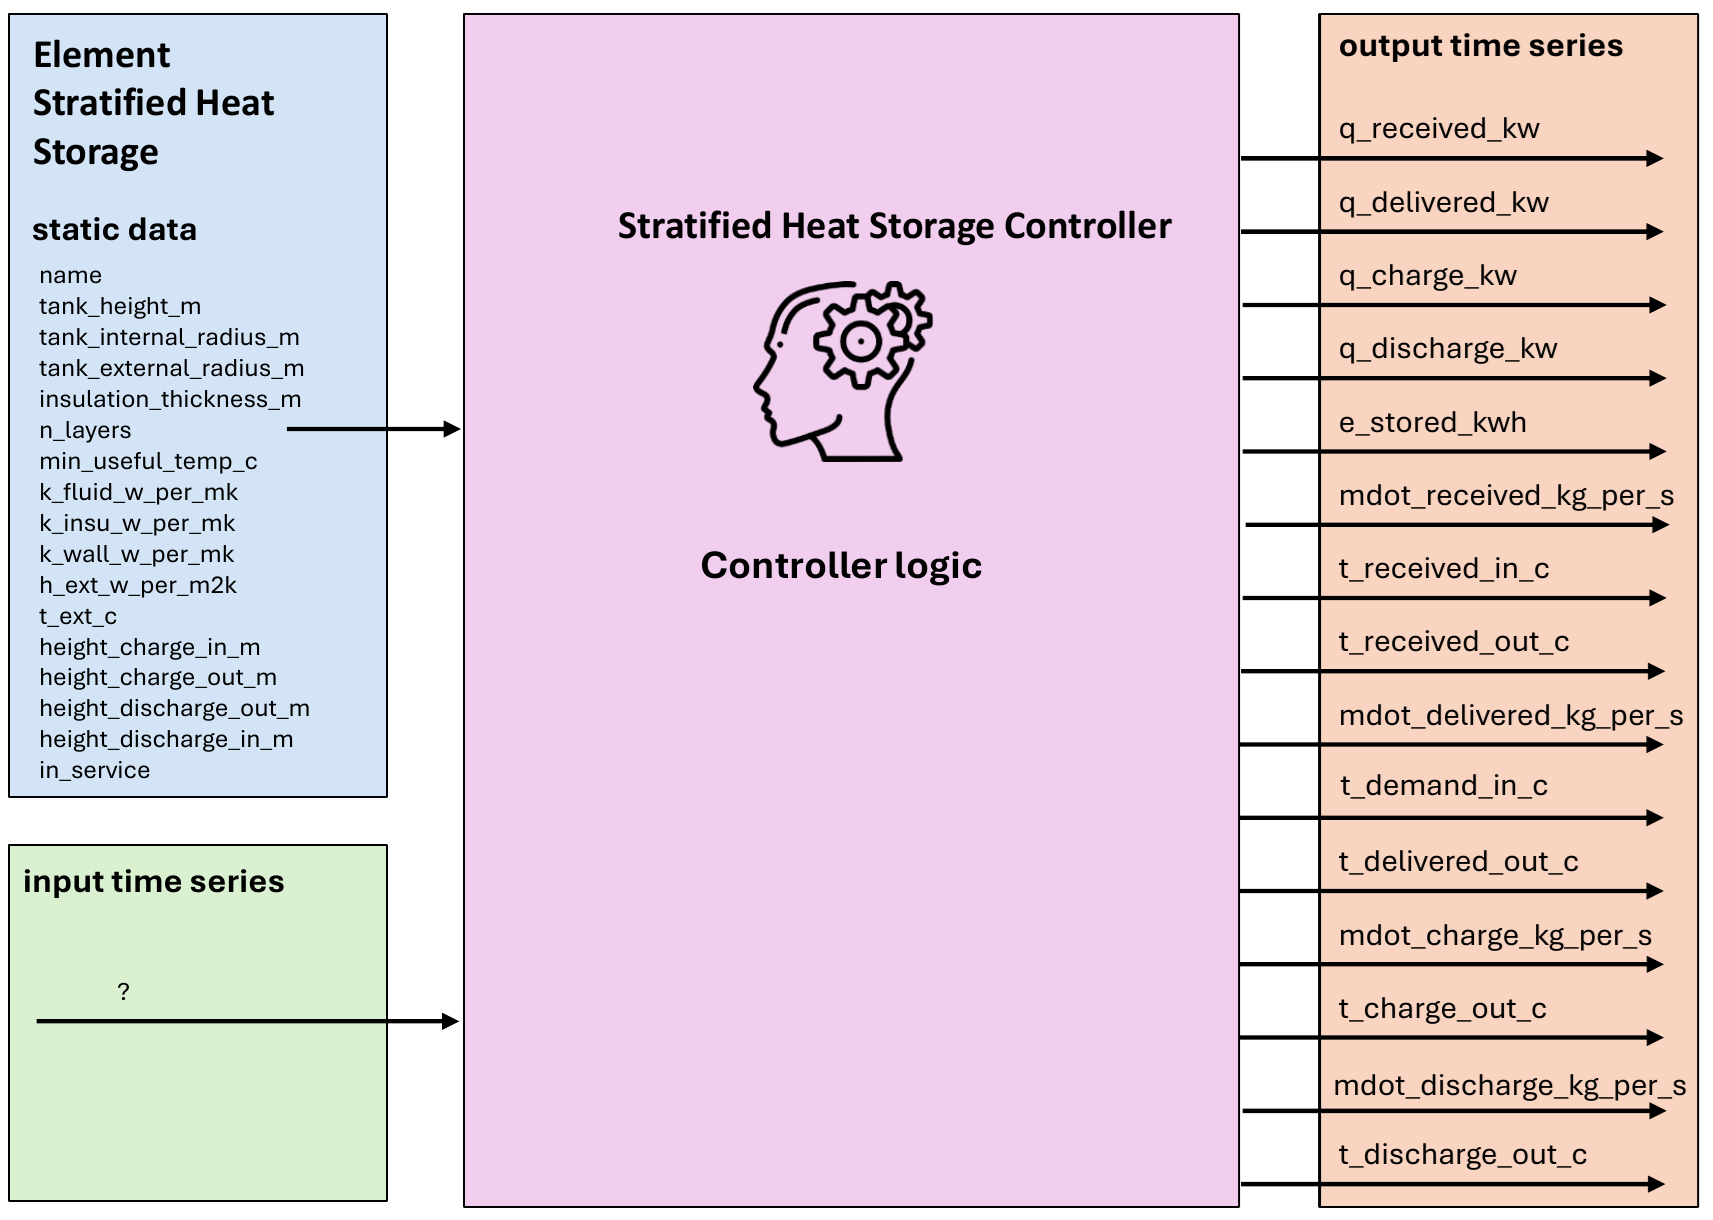 Element
Stratified Heat
Storage
static data
name
tank_height_m
tank_internal_radius_m
tank_external_radius_m
insulation_thickness_m
n_layers
min_useful_temp_c
k_fluid_w_per_mk
k_insu_w_per_mk
k_wall_w_per_mk
h_ext_w_per_m2k
t_ext_c
height_charge_in_m
height_charge_out_m
height_discharge_out_m
height_discharge_in_m
in_service
input time series
?
Stratified Heat Storage Controller
Controller logic
output time series
q_received_kw
q_delivered_kw
q_charge_kw
q_discharge_kw
e_stored_kwh
mdot_received_kg_per_s
t_received_in_c
t_received_out_c
mdot_delivered_kg_per_s
t_demand_in_c
t_delivered_out_c
mdot_charge_kg_per_s
t_charge_out_c
mdot_discharge_kg_per_s
t_discharge_out_c